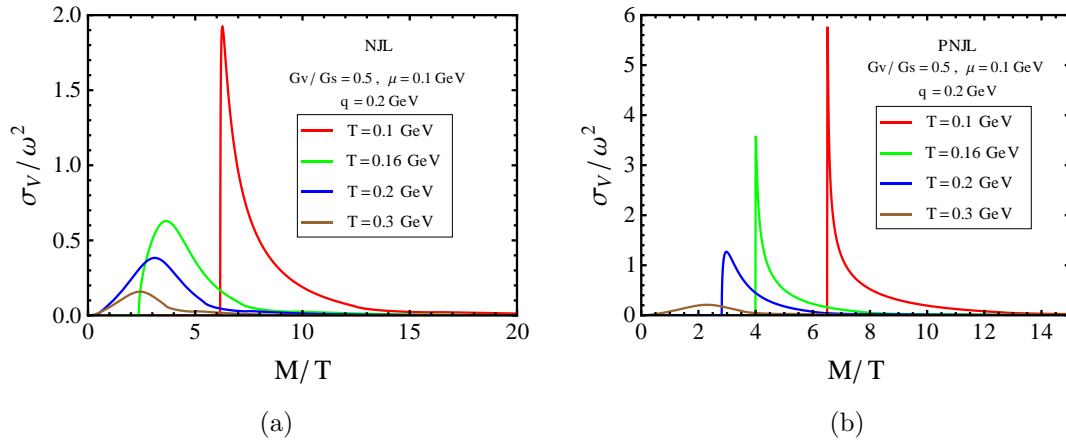 NJL
Gv/Gs=0.5, μ=0.1 GeV
q=0.2 GeV
T=0.1 GeV
T=0.16 GeV
T=0.2 GeV
T=0.3 GeV
σ_V/ω²
2.0
1.5
1.0
0.5
0.0
0 5 10 15 20
M/T
(a)
PNJL
Gv/Gs=0.5, μ=0.1 GeV
q=0.2 GeV
T=0.1 GeV
T=0.16 GeV
T=0.2 GeV
T=0.3 GeV
σ_V/ω²
6
5
4
3
2
1
0
0 2 4 6 8 10 12 14
M/T
(b)